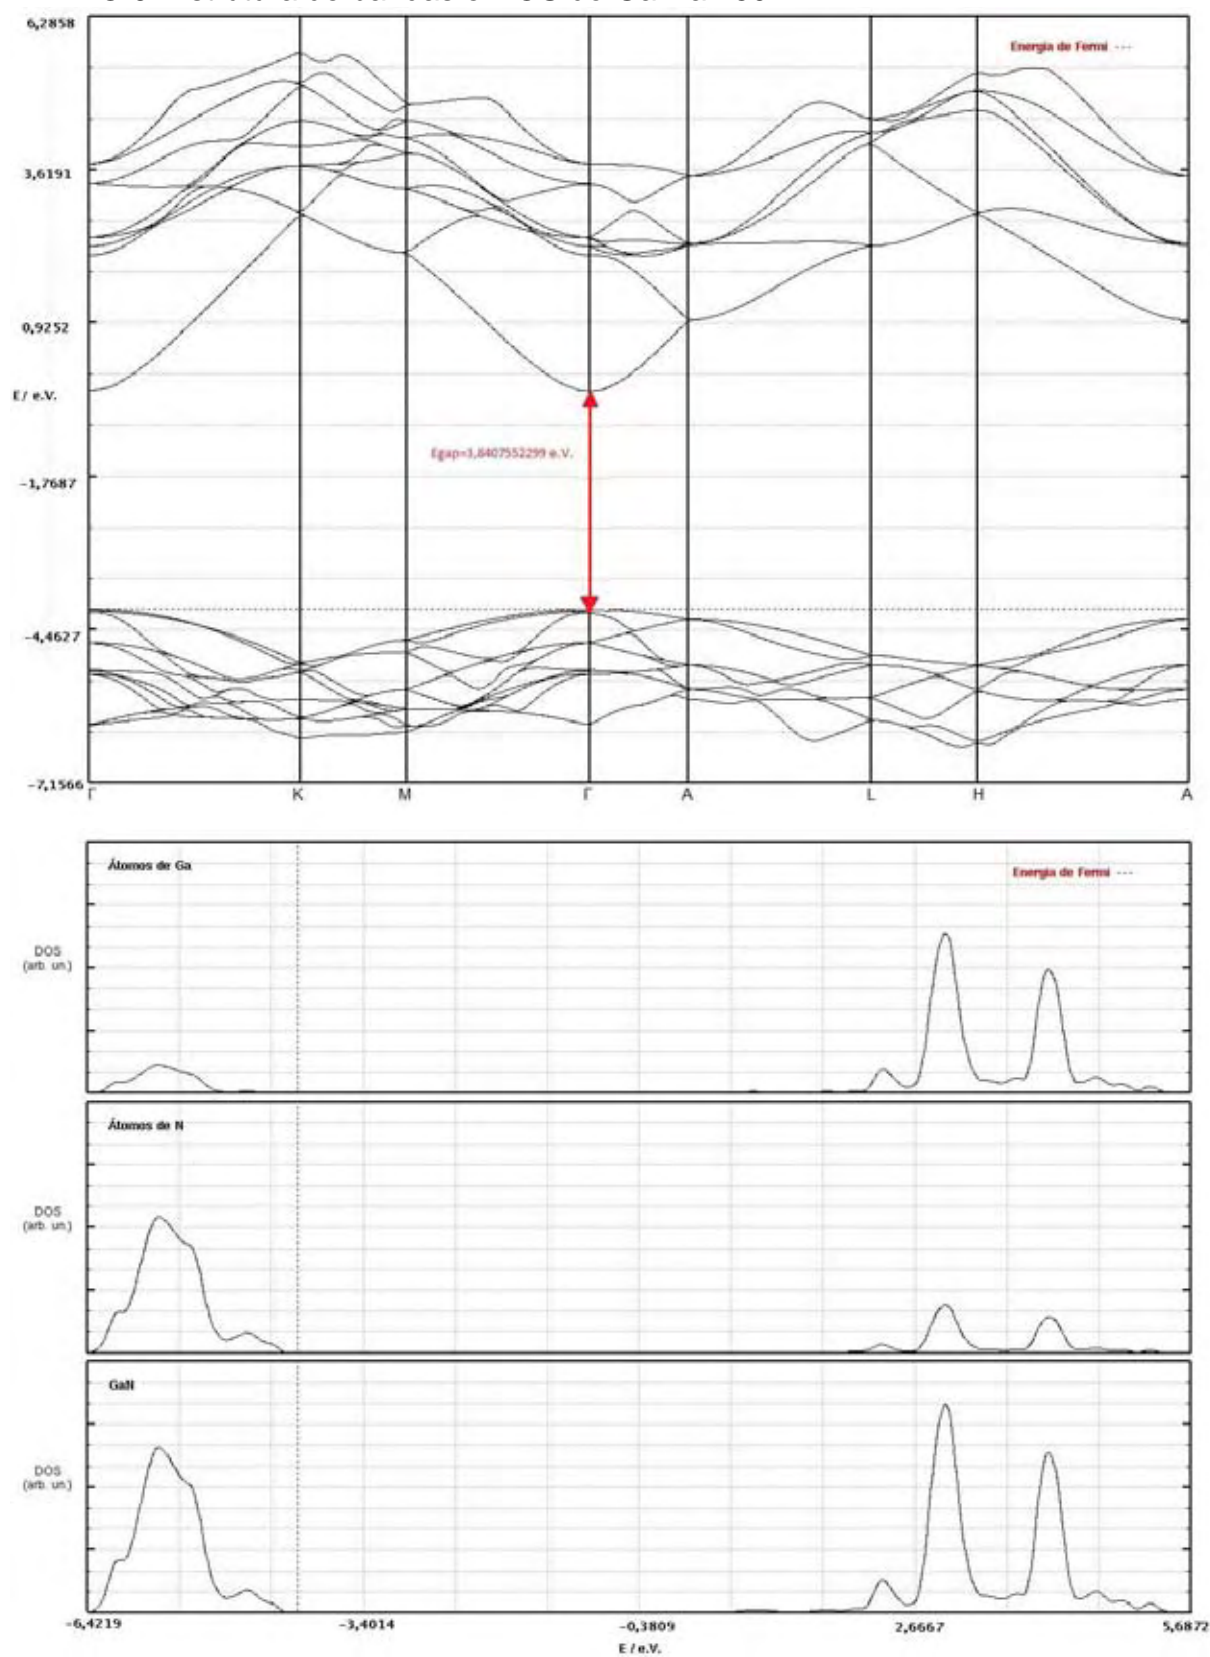 6,2858
Energia de Fermi ---
3,6191
0,9252
E / e.V.
Egap=3,8407552299 e.V.
-1,7687
-4,4627
-7,1566
Γ K M Γ A L H A
Átomos de Ga
Energia de Fermi ---
DOS
(arb. un.)
Átomos de N
DOS
(arb. un.)
GaN
DOS
(arb. un.)
-6,4219 -3,4014 -0,3809 2,6667 5,6872
E / e.V.